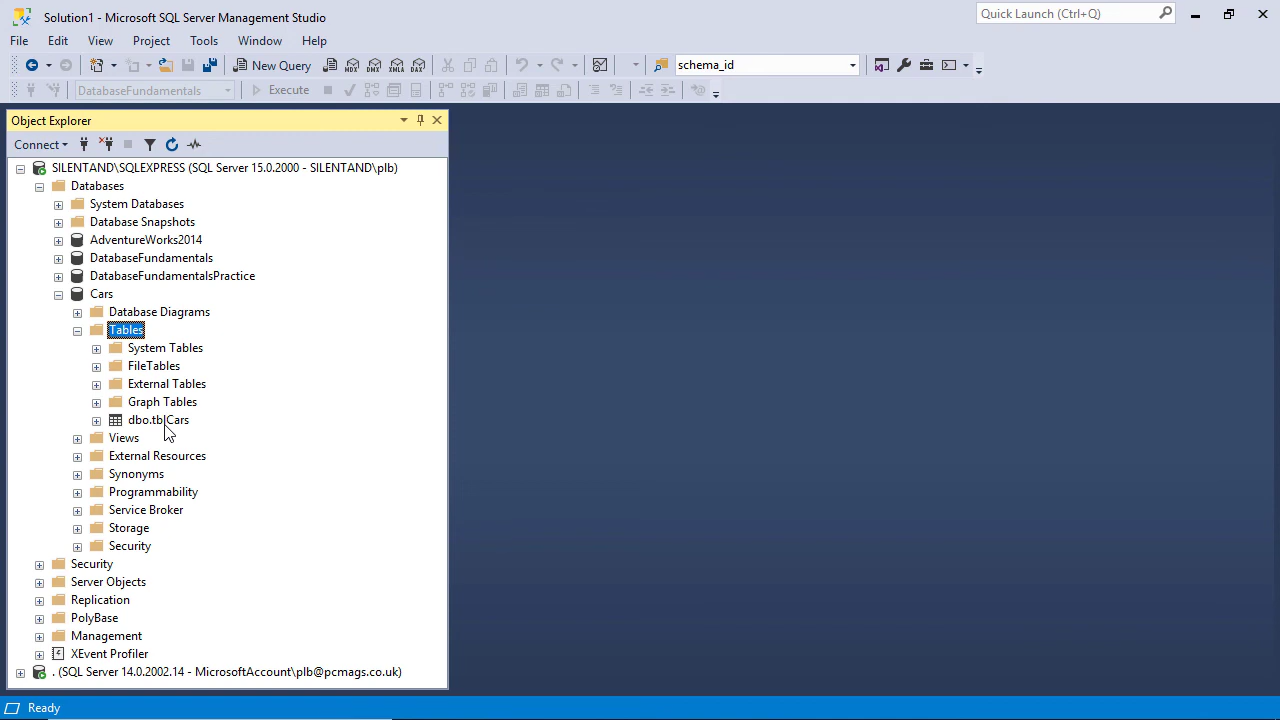 Solution1 - Microsoft SQL Server Management Studio
Quick Launch (Ctrl+Q)
File Edit View Project Tools Window Help
New Query MDX DMX XMLA DAX schema_id
DatabaseFundamentals Execute
Object Explorer
Connect
SILENTAND\SQLEXPRESS (SQL Server 15.0.2000 - SILENTAND\plb)
Databases
System Databases
Database Snapshots
AdventureWorks2014
DatabaseFundamentals
DatabaseFundamentalsPractice
Cars
Database Diagrams
Tables
System Tables
FileTables
External Tables
Graph Tables
dbo.tblCars
Views
External Resources
Synonyms
Programmability
Service Broker
Storage
Security
Security
Server Objects
Replication
PolyBase
Management
XEvent Profiler
. (SQL Server 14.0.2002.14 - MicrosoftAccount\plb@pcmags.co.uk)
Ready